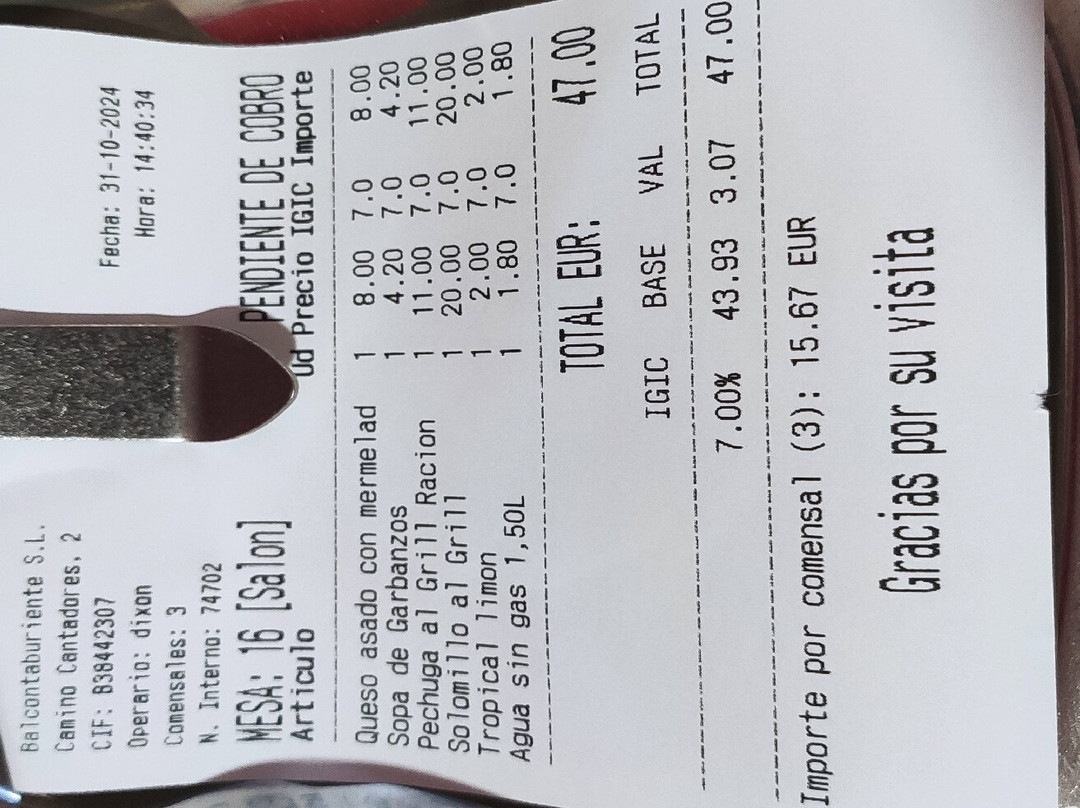 Balcontaburiente S.L.
Camino Cantadores, 2
CIF: B38442307 Fecha: 31-10-2024
Operario: dixon Hora: 14:40:34
Comensales: 3
N. Interno: 74702
MESA: 16 [Salon] PENDIENTE DE COBRO
Articulo Ud Precio IGIC Importe
Queso asado con mermelad 1 8.00 7.0 8.00
Sopa de Garbanzos 1 4.20 7.0 4.20
Pechuga al Grill Racion 1 11.00 7.0 11.00
Solomillo al Grill 1 20.00 7.0 20.00
Tropical limon 1 2.00 7.0 2.00
Agua sin gas 1,50L 1 1.80 7.0 1.80
TOTAL EUR: 47.00
IGIC BASE VAL TOTAL
7.00% 43.93 3.07 47.00
Importe por comensal (3): 15.67 EUR
Gracias por su visita